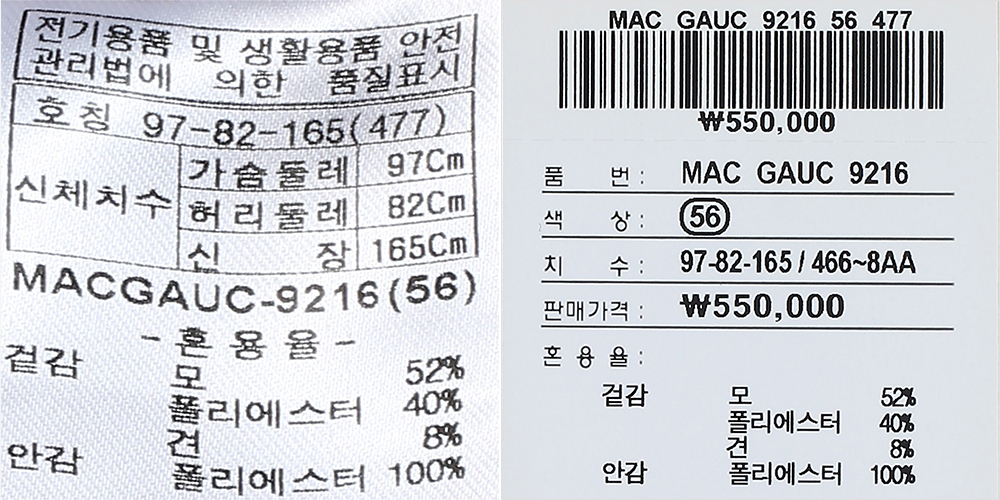 전기용품 및 생활용품 안전
관리법에 의한 품질표시
호칭 97-82-165(477)
신체치수
가슴둘레 97Cm
허리둘레 82Cm
신 장 165Cm
MACGAUC-9216(56)
- 혼 용 율 -
겉감 모 52%
폴리에스터 40%
견 8%
안감 폴리에스터 100%
MAC GAUC 9216 56 477
₩550,000
품 번 : MAC GAUC 9216
색 상 : 56
치 수 : 97-82-165 / 466~8AA
판매가격 : ₩550,000
혼 용 율 :
겉감 모 52%
폴리에스터 40%
견 8%
안감 폴리에스터 100%